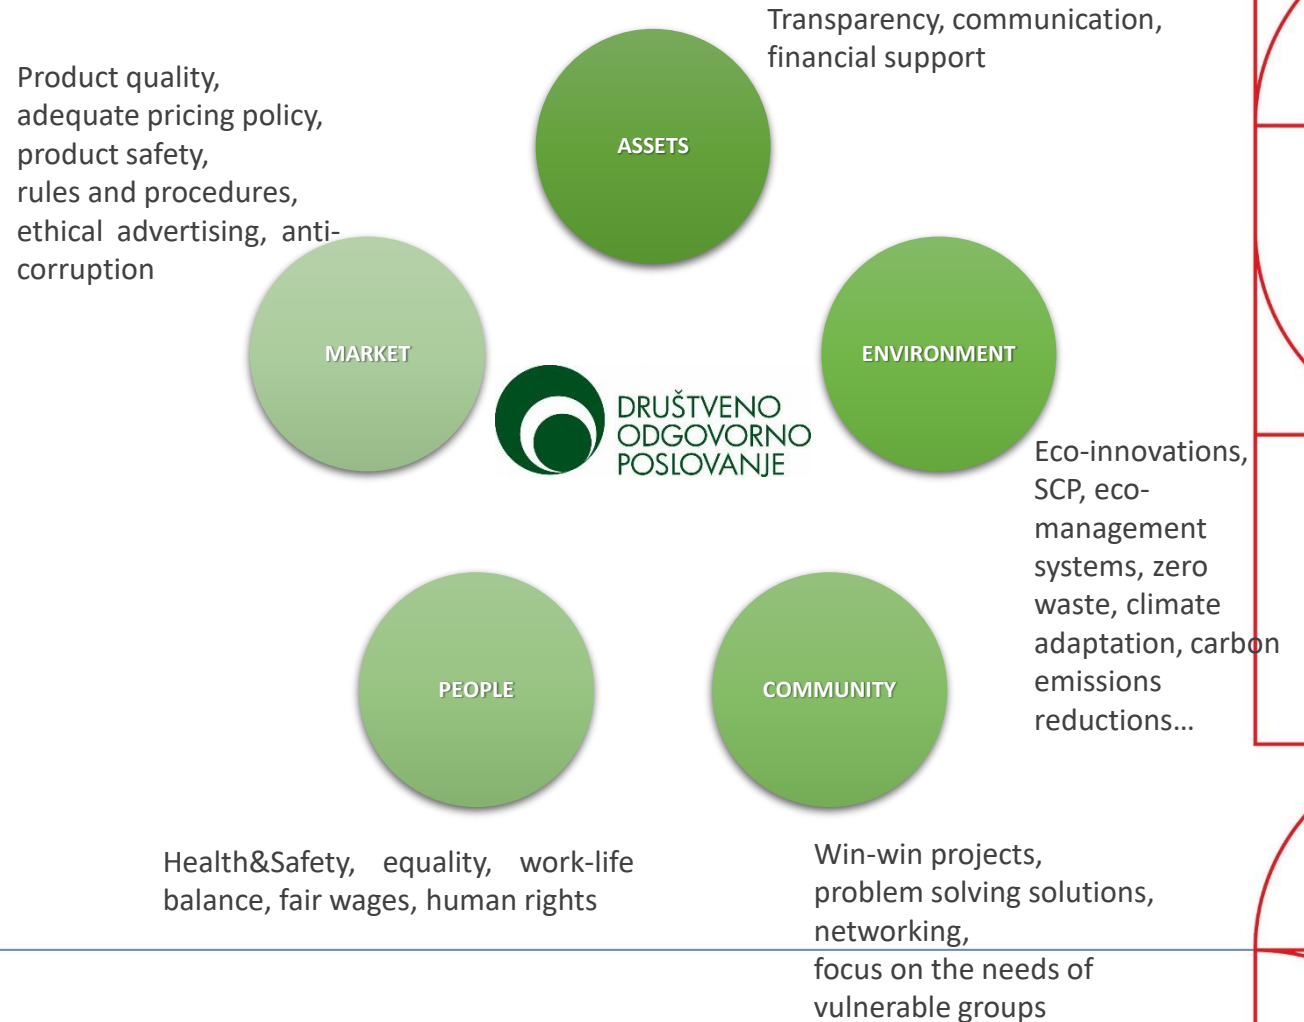 Transparency, communication,
financial support
ASSETS
Product quality,
adequate pricing policy,
product safety,
rules and procedures,
ethical advertising, anti-
corruption
MARKET
ENVIRONMENT
DRUŠTVENO
ODGOVORNO
POSLOVANJE
Eco-innovations,
SCP, eco-
management
systems, zero
waste, climate
adaptation, carbon
emissions
reductions...
PEOPLE
COMMUNITY
Health&Safety, equality, work-life
balance, fair wages, human rights
Win-win projects,
problem solving solutions,
networking,
focus on the needs of
vulnerable groups